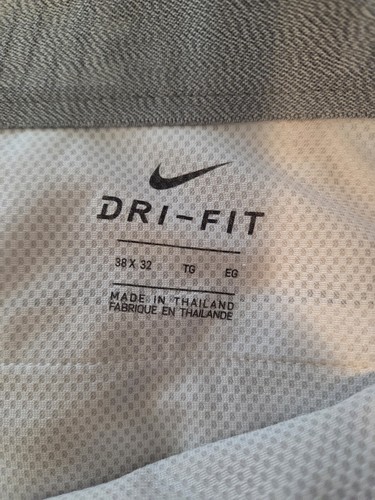 DRI-FIT
38 X 32 TG EG
MADE IN THAILAND
FABRIQUE EN THAILANDE